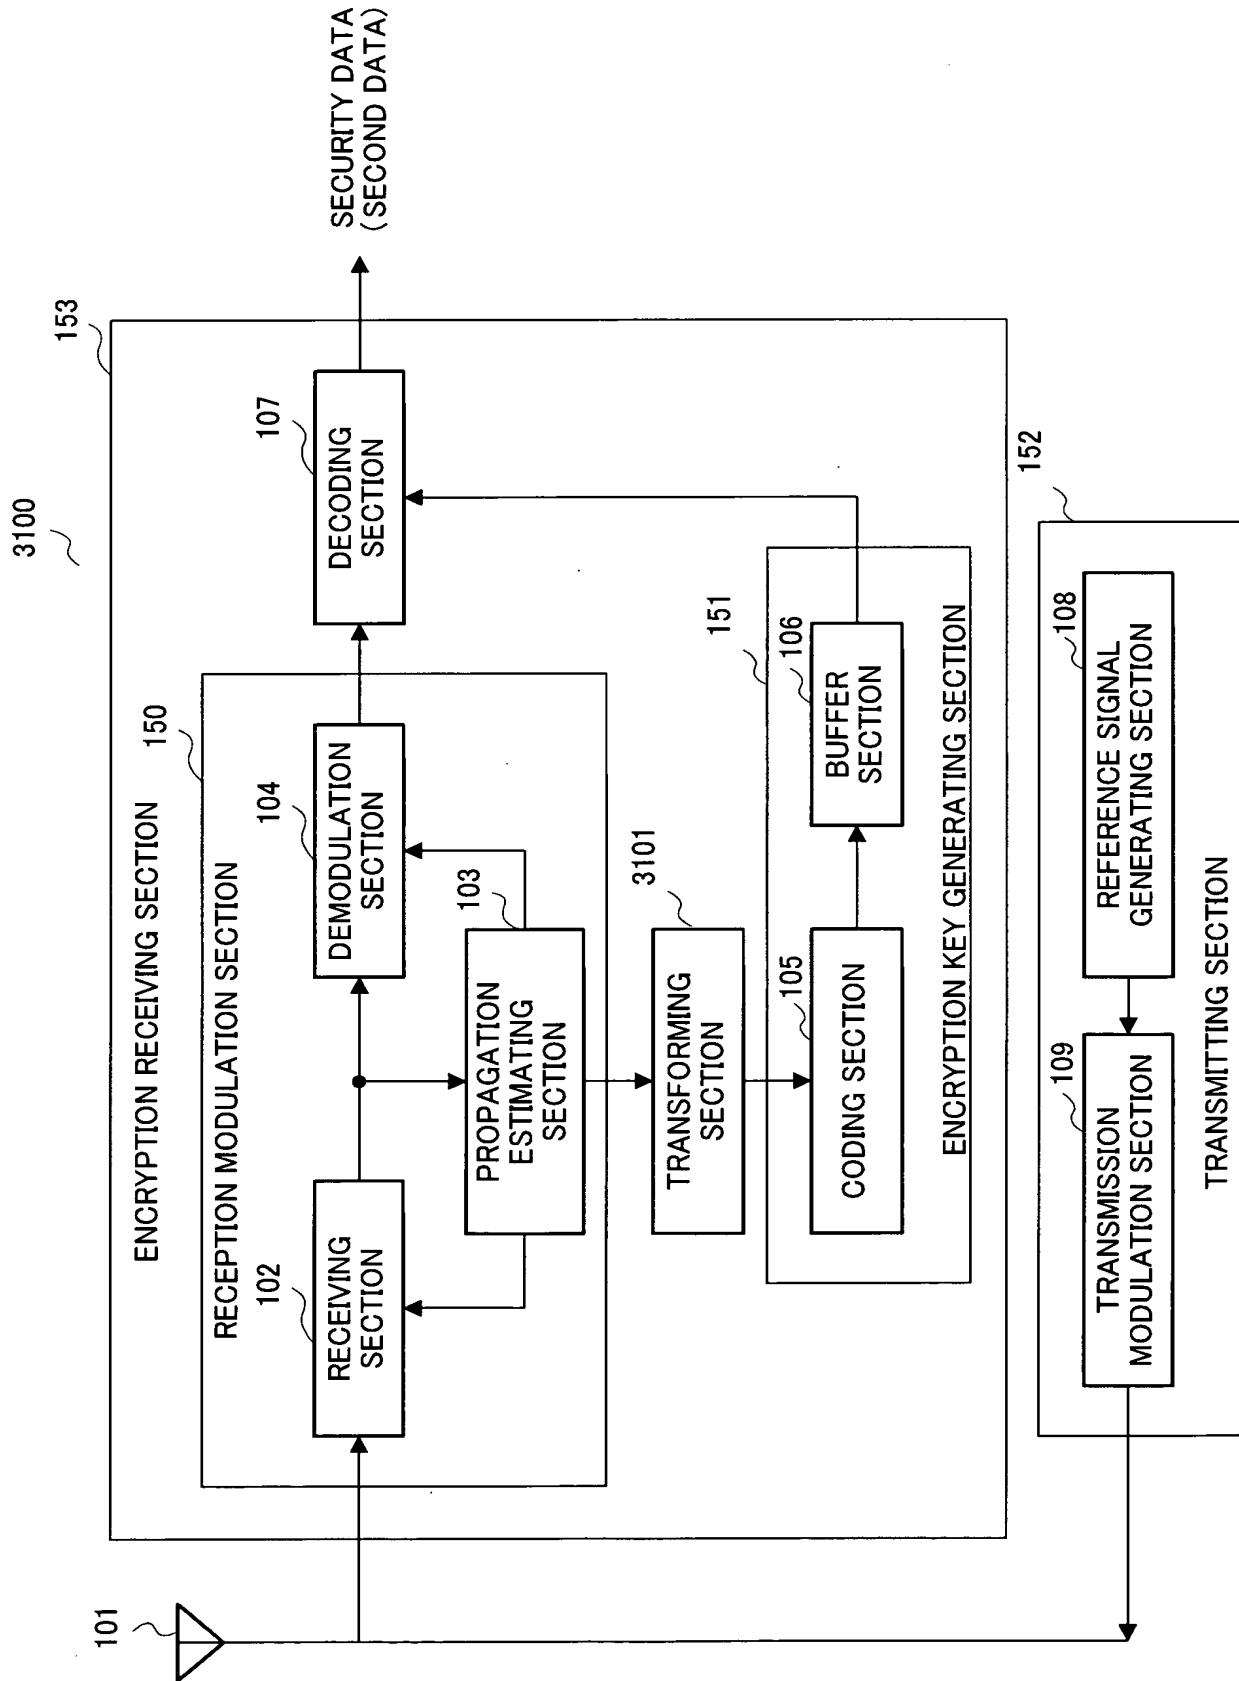 3100
153
ENCRYPTION RECEIVING SECTION
150
RECEPTION MODULATION SECTION
101
102
RECEIVING
SECTION
104
DEMODULATION
SECTION
107
DECODING
SECTION
SECURITY DATA
(SECOND DATA)
103
PROPAGATION
ESTIMATING
SECTION
3101
TRANSFORMING
SECTION
151
105
CODING SECTION
106
BUFFER
SECTION
ENCRYPTION KEY GENERATING SECTION
152
109
TRANSMISSION
MODULATION SECTION
108
REFERENCE SIGNAL
GENERATING SECTION
TRANSMITTING SECTION